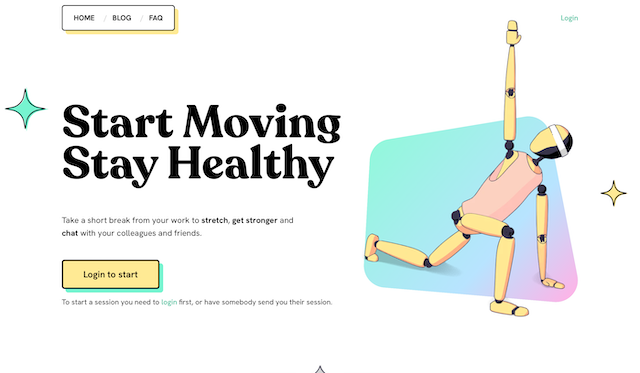 HOME / BLOG / FAQ
Login
Start Moving
Stay Healthy
Take a short break from your work to stretch, get stronger and
chat with your colleagues and friends.
Login to start
To start a session you need to login first, or have somebody send you their session.